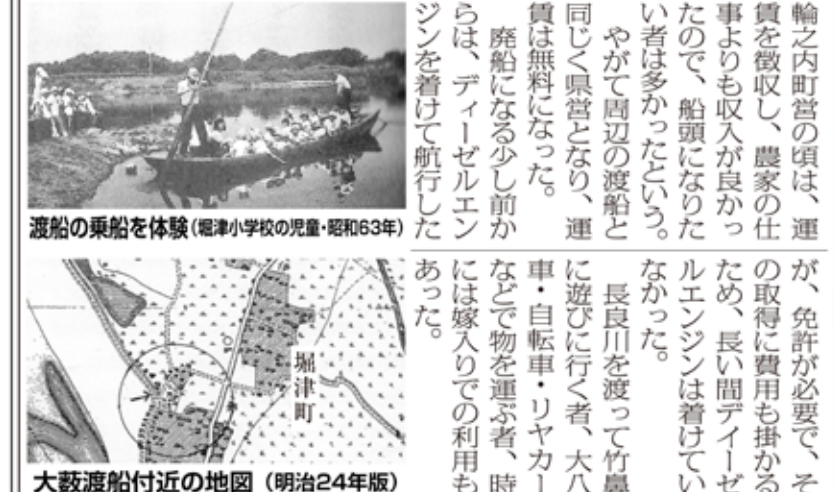 輪之内町営の頃は、運
賃を徴収し、農家の仕
事よりも収入が良かっ
たので、船頭になりた
い者は多かったという。
やがて周辺の渡船と
同じく県営となり、運
賃は無料になった。
廃船になる少し前か
らは、ディーゼルエン
ジンを着けて航行した
が、免許が必要で、そ
の取得に費用も掛かる
ため、長い間デイーゼ
ルエンジンは着けてい
なかった。
長良川を渡って竹鼻
に遊びに行く者、大八
車・自転車・リヤカー
などで物を運ぶ者、時
には嫁入りでの利用も
あった。
渡船の乗船を体験(堀津小学校の児童・昭和63年)
堀津町
大薮渡船付近の地図(明治24年版)